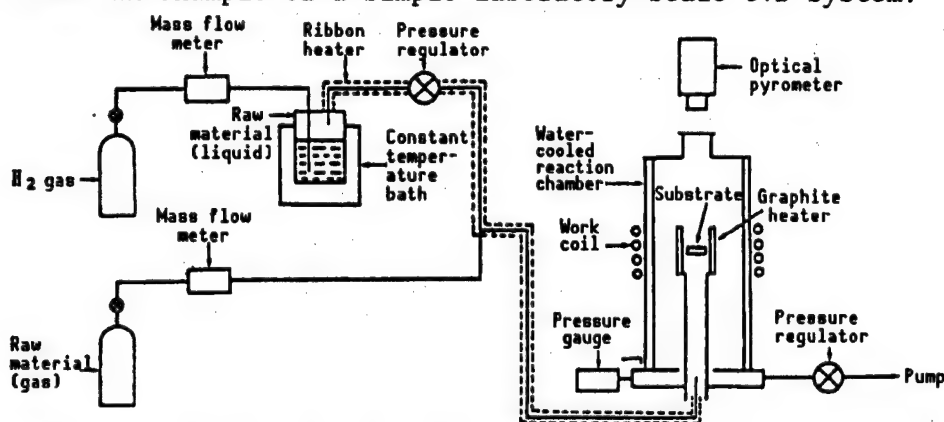 Mass flow
meter
Ribbon
heater
Pressure
regulator
Optical
pyrometer
Raw
material
(liquid)
Constant
temper-
ature
bath
Water-
cooled
reaction
chamber
H2 gas
Substrate
Graphite
heater
Mass flow
meter
Work
coil
Pressure
gauge
Pressure
regulator
Raw
material
(gas)
Pump